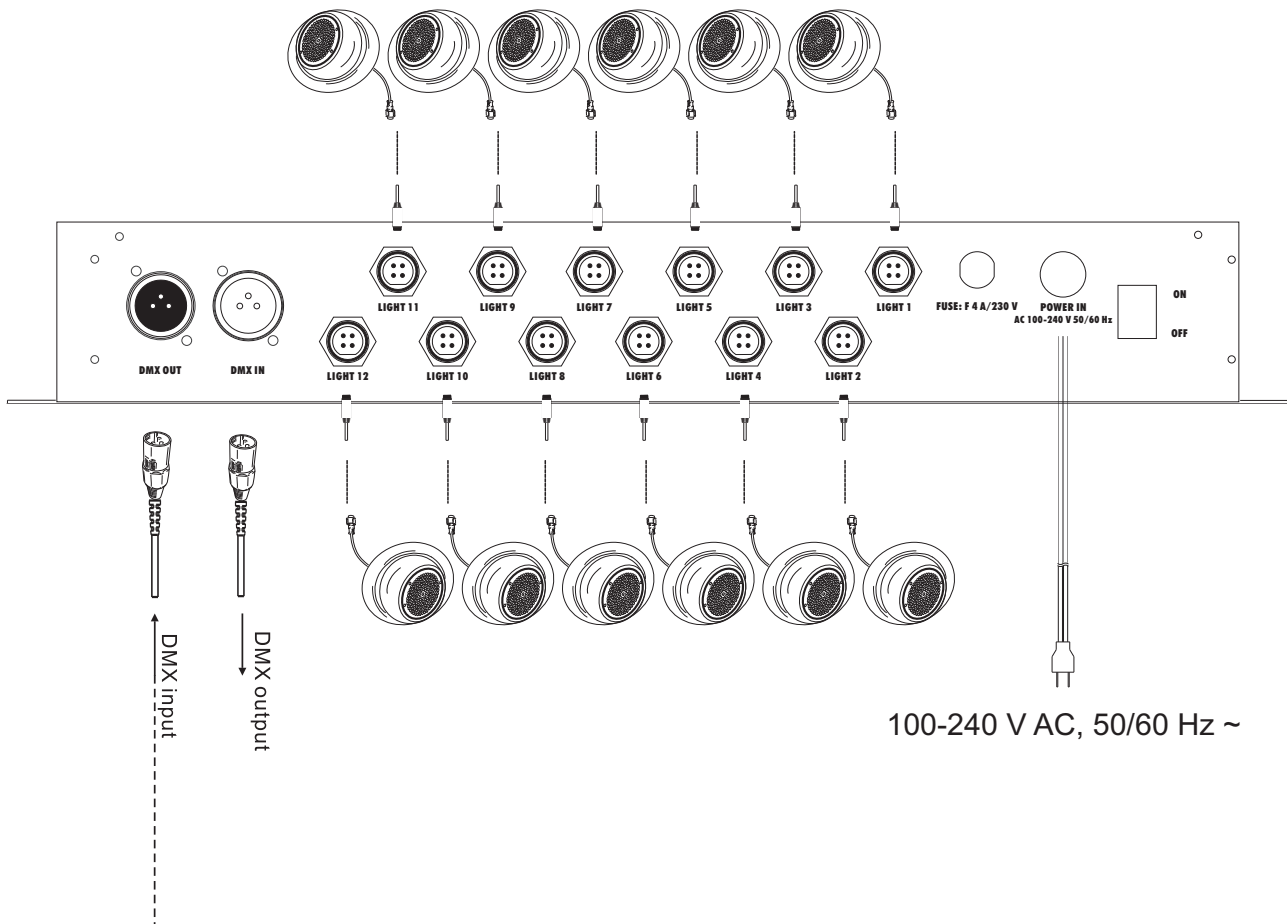 LIGHT 11
LIGHT 9
LIGHT 7
LIGHT 5
LIGHT 3
LIGHT 1
FUSE: F 4 A/230 V
POWER IN
AC 100-240 V 50/60 Hz
ON
OFF
DMX OUT
DMX IN
LIGHT 12
LIGHT 10
LIGHT 8
LIGHT 6
LIGHT 4
LIGHT 2
DMX input
DMX output
100-240 V AC, 50/60 Hz ~